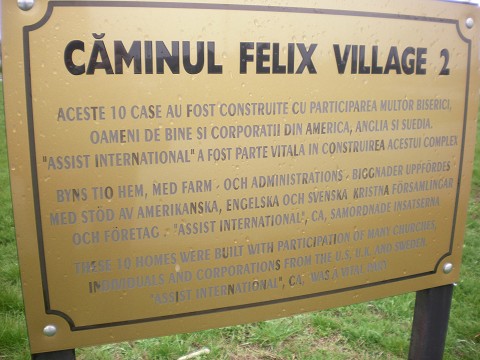 CĂMINUL FELIX VILLAGE 2
ACESTE 10 CASE AU FOST CONSTRUITE CU PARTICIPAREA MULTOR BISERICI,
OAMENI DE BINE SI CORPORATII DIN AMERICA, ANGLIA SI SUEDIA.
"ASSIST INTERNATIONAL" A FOST PARTE VITALA IN CONSTRUIREA ACESTUI COMPLEX
BYNS TIO HEM, MED FARM - OCH ADMINISTRATIONS - BIGGNADER UPPFÖRDES
MED STÖD AV AMERIKANSKA, ENGELSKA OCH SVENSKA KRISTNA FÖRSAMLINGAR
OCH FÖRETAG - "ASSIST INTERNATIONAL", CA, SAMORDNADE INSATSERNA
THESE 10 HOMES WERE BUILT WITH PARTICIPATION OF MANY CHURCHES,
INDIVIDUALS AND CORPORATIONS FROM THE U.S, U.K. AND SWEDEN.
"ASSIST INTERNATIONAL", CA, WAS A VITAL PART